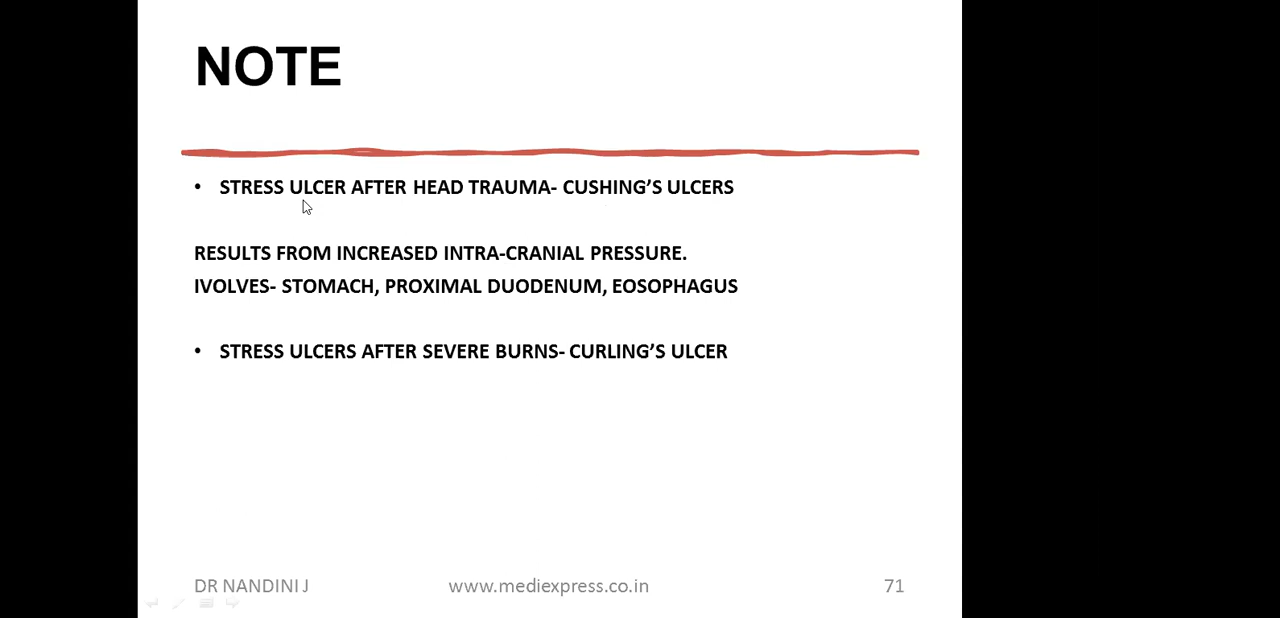 NOTE
• STRESS ULCER AFTER HEAD TRAUMA- CUSHING’S ULCERS
RESULTS FROM INCREASED INTRA-CRANIAL PRESSURE.
IVOLVES- STOMACH, PROXIMAL DUODENUM, EOSOPHAGUS
• STRESS ULCERS AFTER SEVERE BURNS- CURLING’S ULCER
DR NANDINI J www.mediexpress.co.in 71